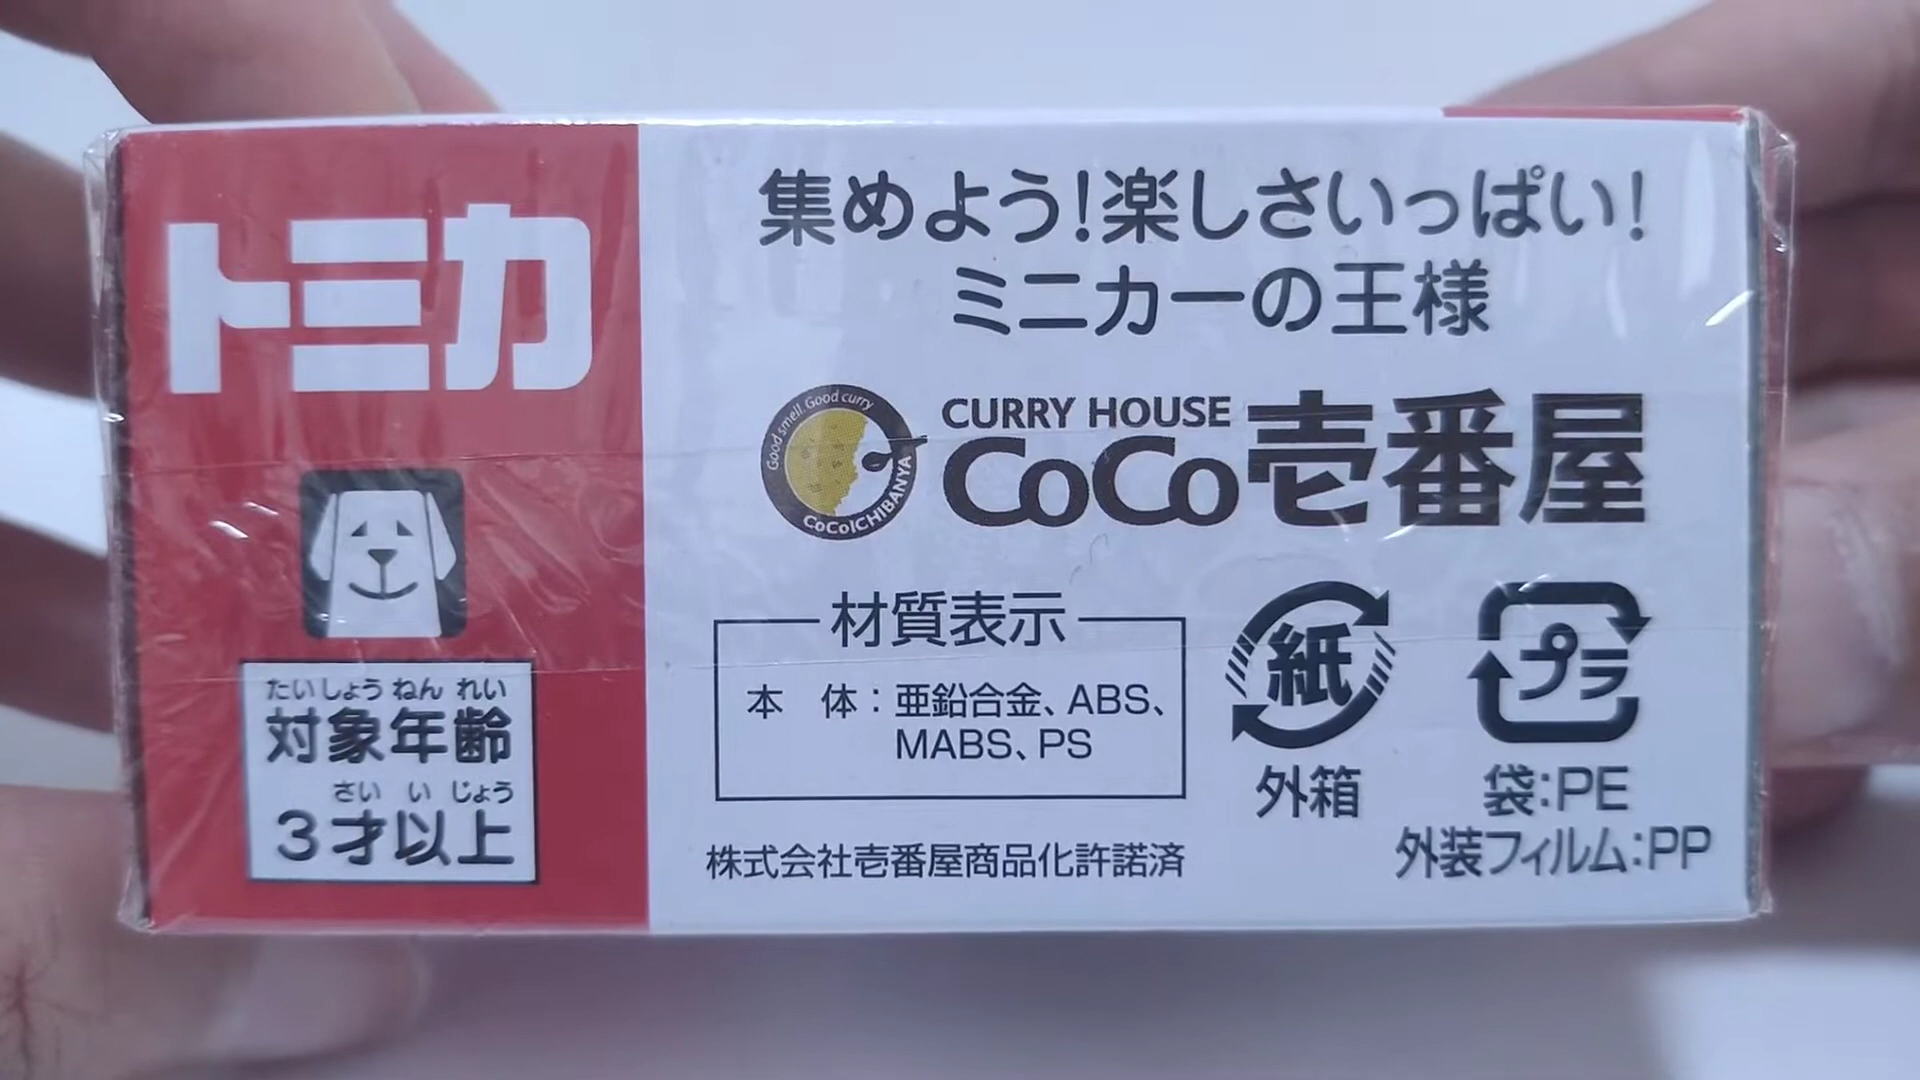 トミカ
たいしょうねんれい
対象年齢
さいいじょう
3才以上
集めよう!楽しさいっぱい!
ミニカーの王様
Good smell. Good curry
CoCoICHIBANYA
CURRY HOUSE
CoCo壱番屋
材質表示
本 体:亜鉛合金、ABS、
MABS、PS
株式会社壱番屋商品化許諾済
紙
外箱
プラ
袋:PE
外装フィルム:PP